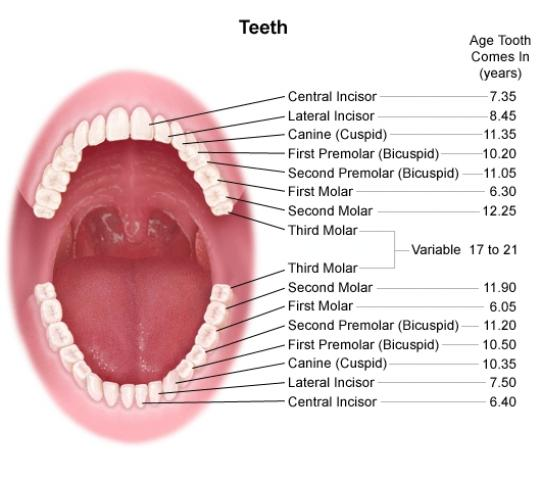 Teeth
Age Tooth
Comes In
(years)
Central Incisor 7.35
Lateral Incisor 8.45
Canine (Cuspid) 11.35
First Premolar (Bicuspid) 10.20
Second Premolar (Bicuspid) 11.05
First Molar 6.30
Second Molar 12.25
Third Molar
Variable 17 to 21
Third Molar
Second Molar 11.90
First Molar 6.05
Second Premolar (Bicuspid) 11.20
First Premolar (Bicuspid) 10.50
Canine (Cuspid) 10.35
Lateral Incisor 7.50
Central Incisor 6.40